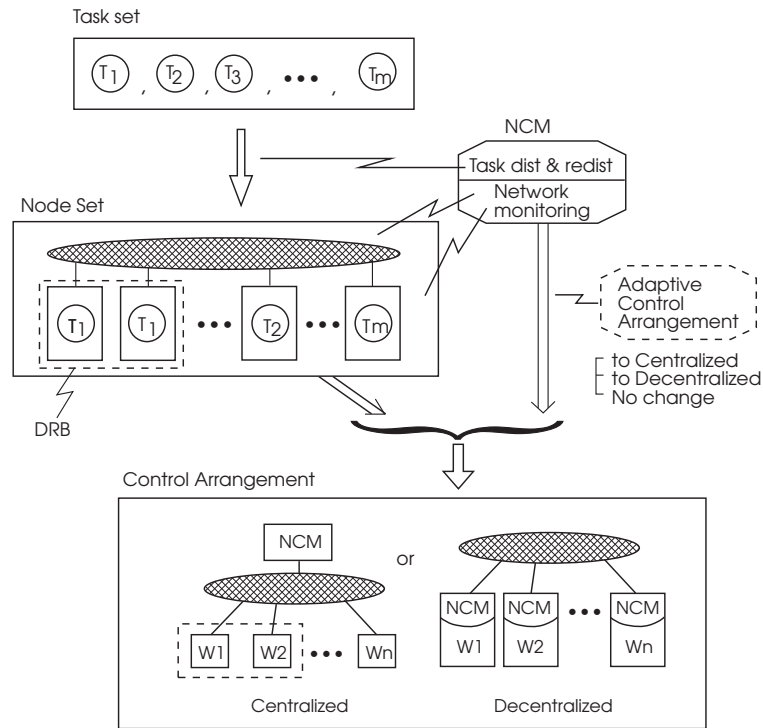 Task set
T1 , T2 , T3 , ••• Tm
NCM
Task dist & redist
Network
monitoring
Node Set
T1 T1 ••• T2 ••• Tm
DRB
Adaptive
Control
Arrangement
to Centralized
to Decentralized
No change
Control Arrangement
NCM
or
W1 W2 ••• Wn
Centralized
NCM NCM ••• NCM
W1 W2 Wn
Decentralized